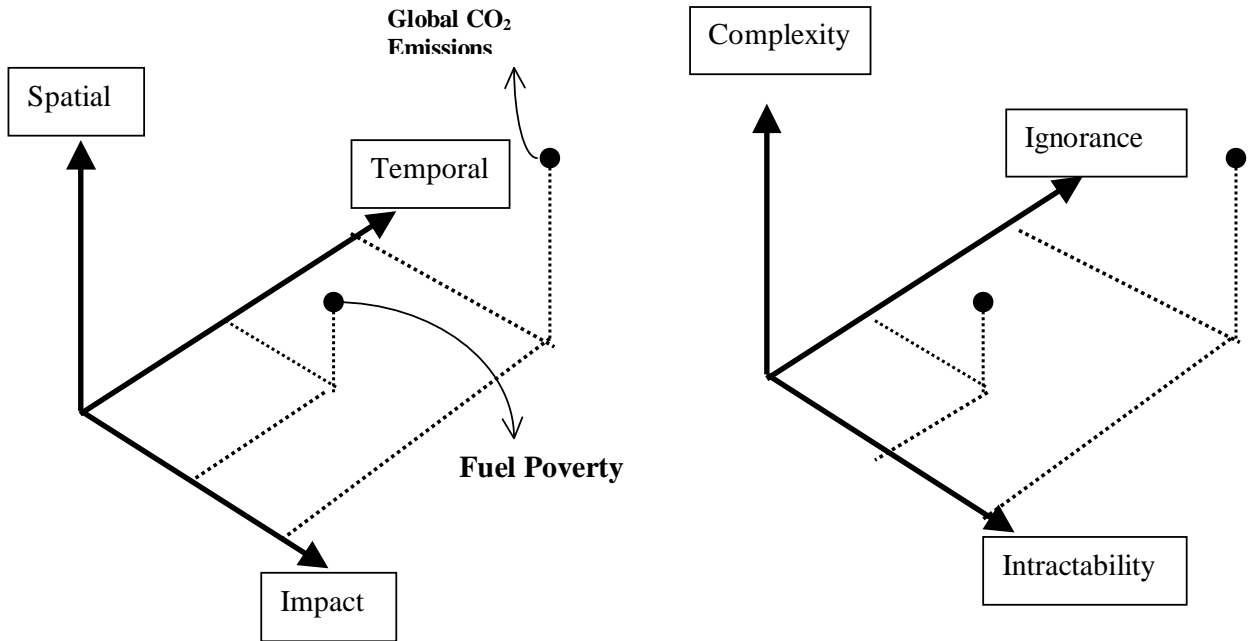 Global CO₂
Emissions
Spatial
Temporal
Fuel Poverty
Impact
Complexity
Ignorance
Intractability